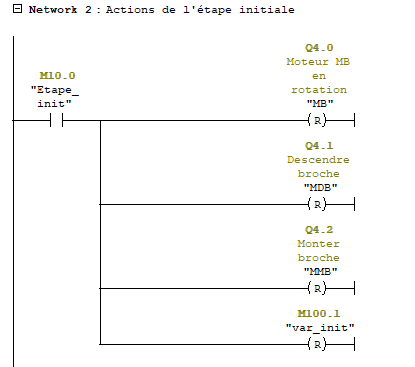 Network 2 : Actions de l'étape initiale
Q4.0
Moteur MB
en
rotation
"MB"
M10.0
"Etape_
init"
R
Q4.1
Descendre
broche
"MDB"
R
Q4.2
Monter
broche
"MMB"
R
M100.1
"var_init"
R